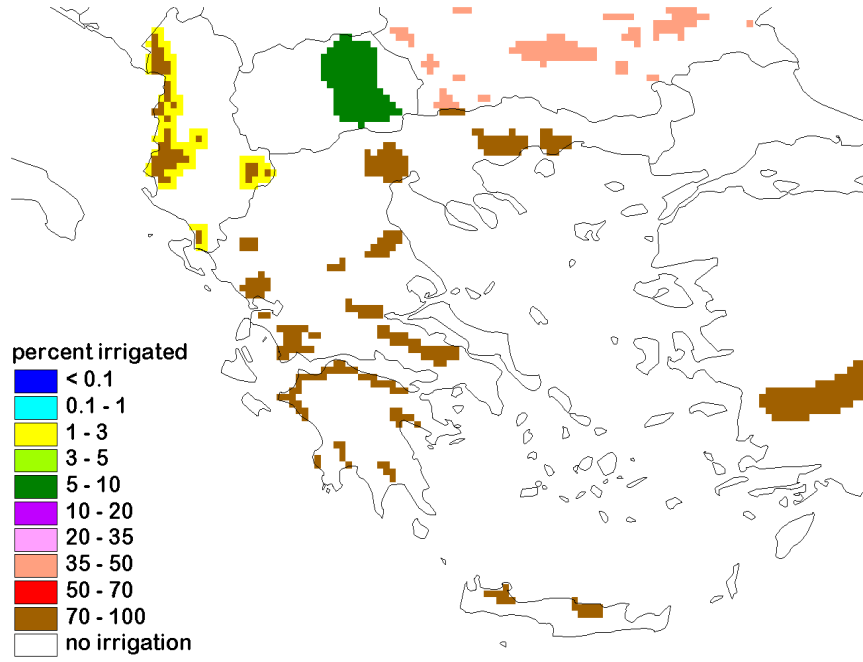 percent irrigated
< 0.1
0.1 - 1
1 - 3
3 - 5
5 - 10
10 - 20
20 - 35
35 - 50
50 - 70
70 - 100
no irrigation